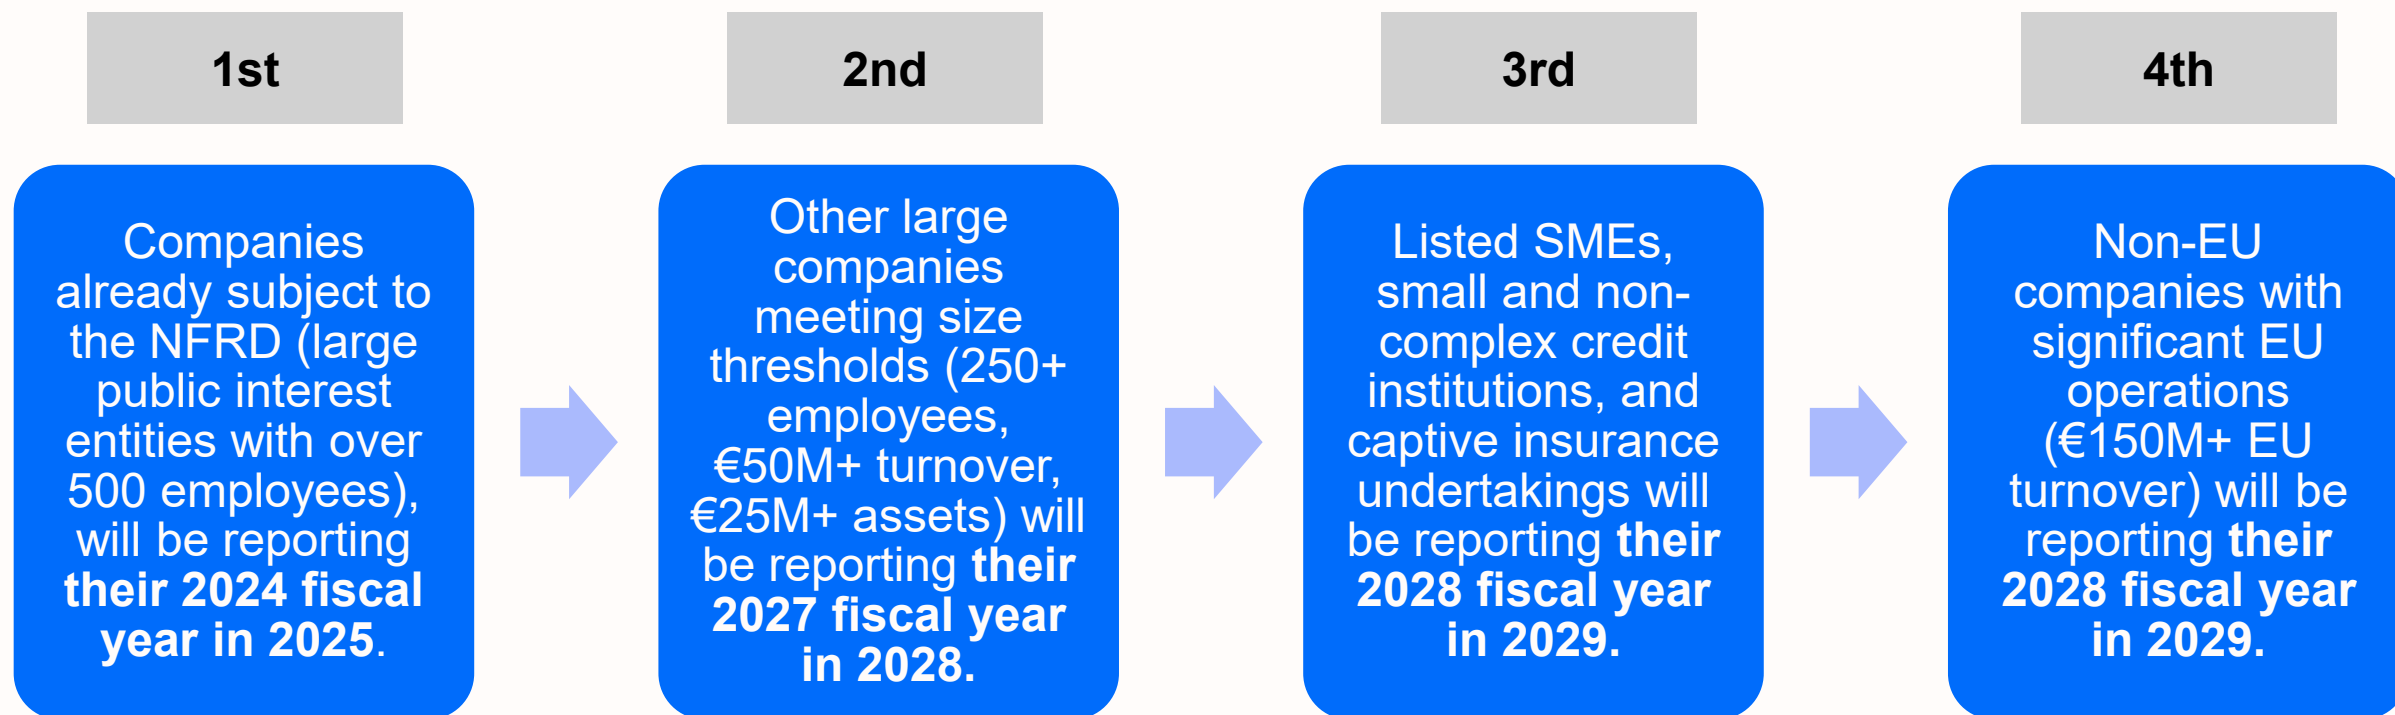 1st
Companies
already subject to
the NFRD (large
public interest
entities with over
500 employees),
will be reporting
their 2024 fiscal
year in 2025.
2nd
Other large
companies
meeting size
thresholds (250+
employees,
€50M+ turnover,
€25M+ assets) will
be reporting their
2027 fiscal year
in 2028.
3rd
Listed SMEs,
small and non-
complex credit
institutions, and
captive insurance
undertakings will
be reporting their
2028 fiscal year
in 2029.
4th
Non-EU
companies with
significant EU
operations
(€150M+ EU
turnover) will be
reporting their
2028 fiscal year
in 2029.